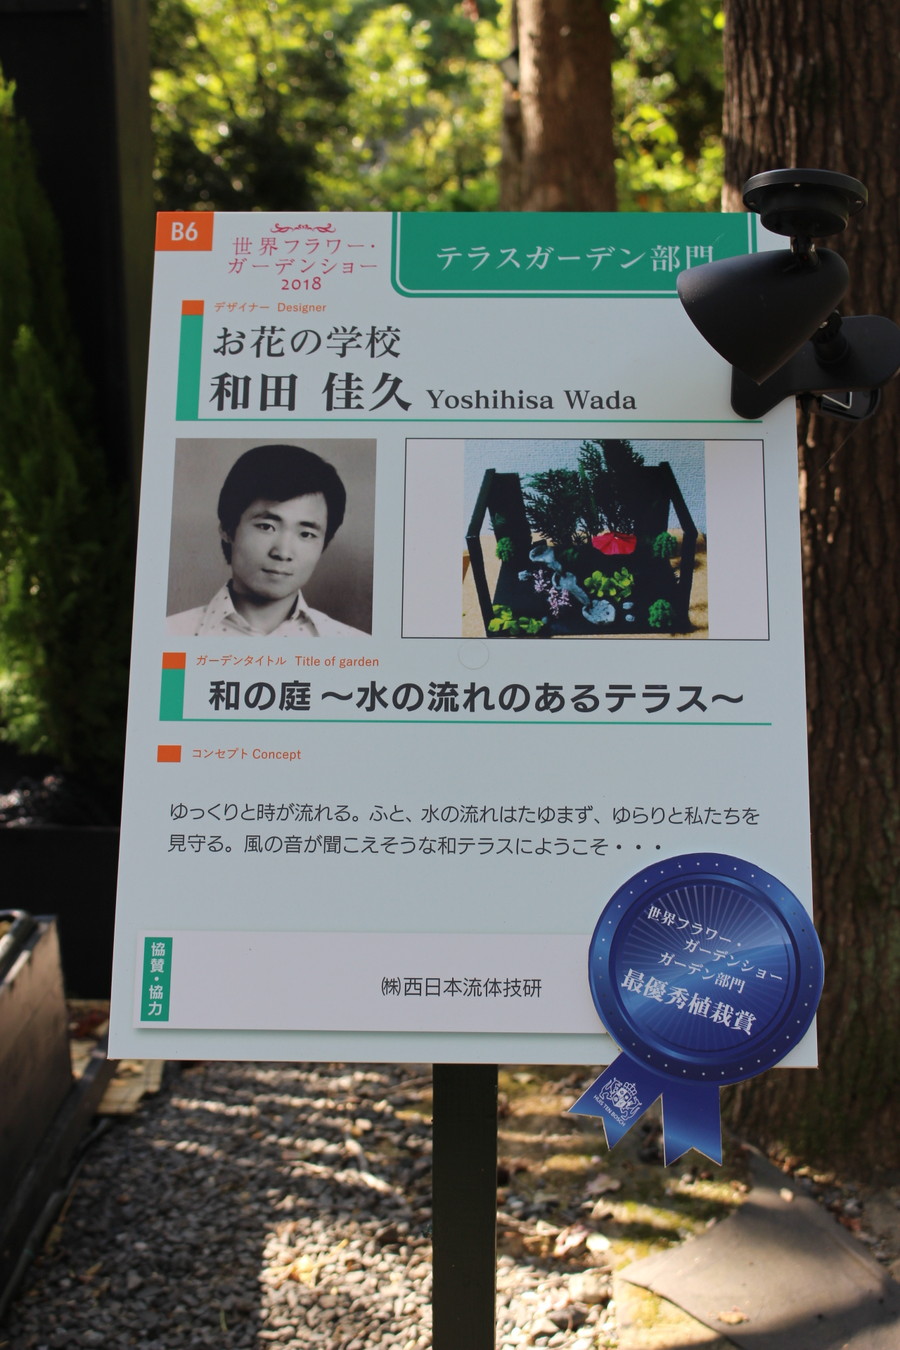 B6
世界フラワー・
ガーデンショー
2018
テラスガーデン部門
デザイナー Designer
お花の学校
和田 佳久 Yoshihisa Wada
ガーデンタイトル Title of garden
和の庭 〜水の流れのあるテラス〜
コンセプト Concept
ゆっくりと時が流れる。ふと、水の流れはたゆまず、ゆらりと私たちを
見守る。風の音が聞こえそうな和テラスにようこそ・・・
協賛・協力
㈱西日本流体技研
世界フラワー・
ガーデンショー
ガーデン部門
最優秀植栽賞
HUIS TEN BOSCH